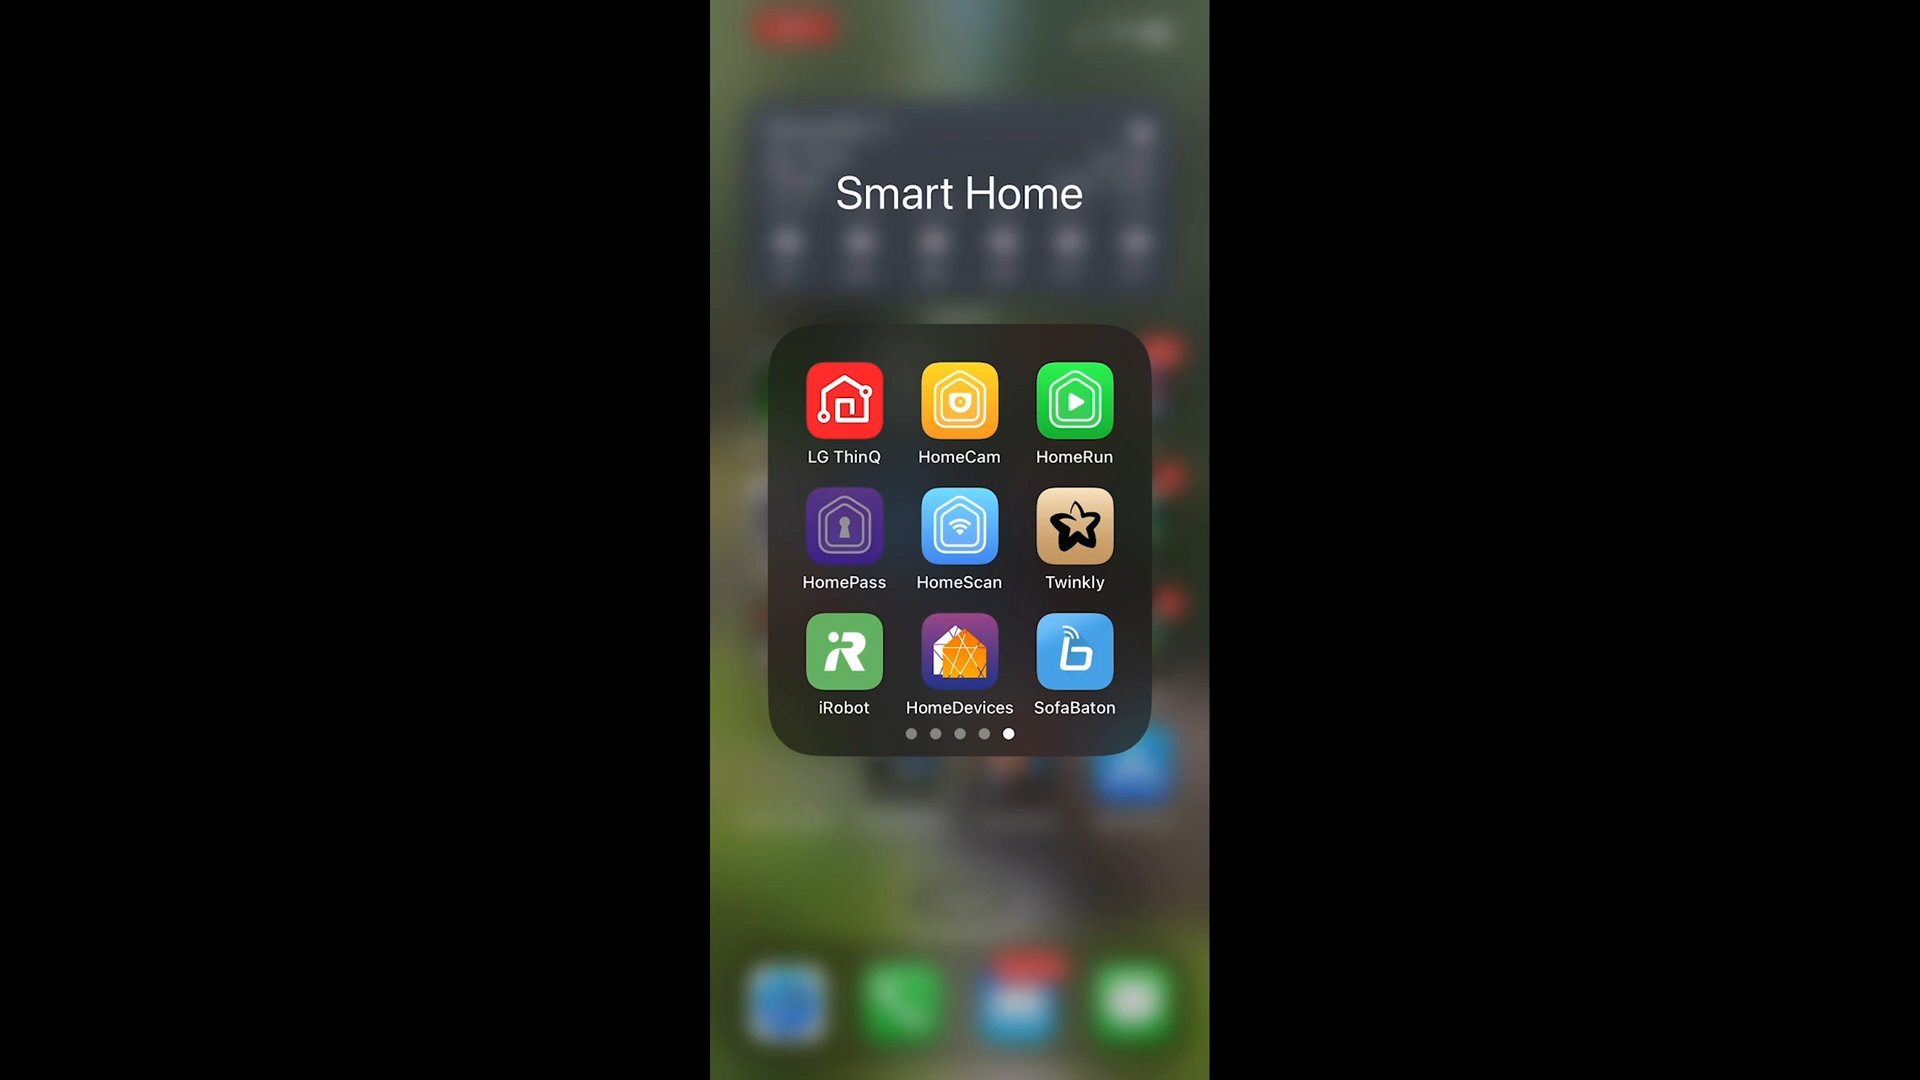 Smart Home
LG ThinQ HomeCam HomeRun
HomePass HomeScan Twinkly
iRobot HomeDevices SofaBaton